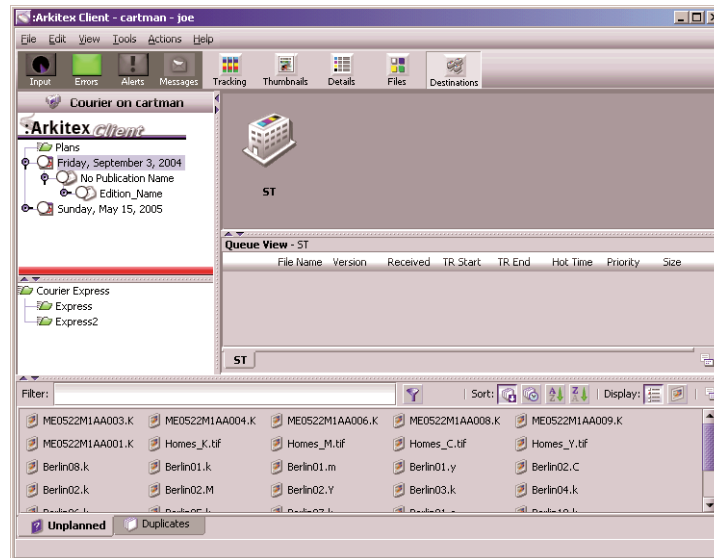 :Arkitex Client - cartman - joe
File Edit View Tools Actions Help
Input Errors Alerts Messages Tracking Thumbnails Details Files Destinations
Courier on cartman
:Arkitex Client
Plans
Friday, September 3, 2004
No Publication Name
Edition_Name
Sunday, May 15, 2005
ST
Queue View - ST
File Name Version Received TR Start TR End Hot Time Priority Size
Courier Express
Express
Express2
ST
Filter: Sort: Display:
ME0522M1AA003.K ME0522M1AA004.K ME0522M1AA006.K ME0522M1AA008.K ME0522M1AA009.K
ME0522M1AA001.K Homes_K.tif Homes_M.tif Homes_C.tif Homes_Y.tif
Berlin08.k Berlin01.k Berlin01.m Berlin01.y Berlin02.C
Berlin02.k Berlin02.M Berlin02.Y Berlin03.k Berlin04.k
Unplanned Duplicates